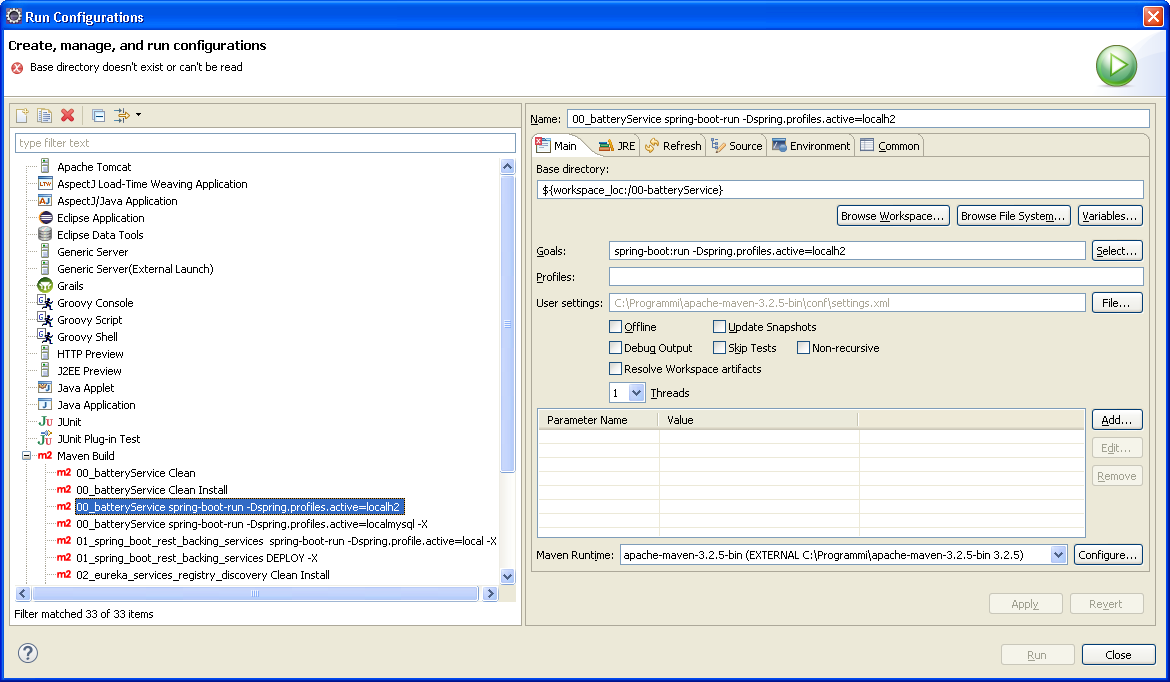 Run Configurations
Create, manage, and run configurations
Base directory doesn't exist or can't be read
type filter text
Apache Tomcat
AspectJ Load-Time Weaving Application
AspectJ/Java Application
Eclipse Application
Eclipse Data Tools
Generic Server
Generic Server(External Launch)
Grails
Groovy Console
Groovy Script
Groovy Shell
HTTP Preview
J2EE Preview
Java Applet
Java Application
JUnit
JUnit Plug-in Test
Maven Build
00_batteryService Clean
00_batteryService Clean Install
00_batteryService spring-boot-run -Dspring.profiles.active=localh2
00_batteryService spring-boot-run -Dspring.profiles.active=localmysql -X
01_spring_boot_rest_backing_services  spring-boot-run -Dspring.profile.active=local -X
01_spring_boot_rest_backing_services DEPLOY -X
02_eureka_services_registry_discovery Clean Install
Filter matched 33 of 33 items
Name: 00_batteryService spring-boot-run -Dspring.profiles.active=localh2
Main JRE Refresh Source Environment Common
Base directory:
${workspace_loc:/00-batteryService}
Browse Workspace... Browse File System... Variables...
Goals: spring-boot:run -Dspring.profiles.active=localh2 Select...
Profiles:
User settings: C:\Programmi\apache-maven-3.2.5-bin\conf\settings.xml File...
Offline Update Snapshots
Debug Output Skip Tests Non-recursive
Resolve Workspace artifacts
1 Threads
Parameter Name Value
Add...
Edit...
Remove
Maven Runtime: apache-maven-3.2.5-bin (EXTERNAL C:\Programmi\apache-maven-3.2.5-bin 3.2.5) Configure...
Apply Revert
Run Close